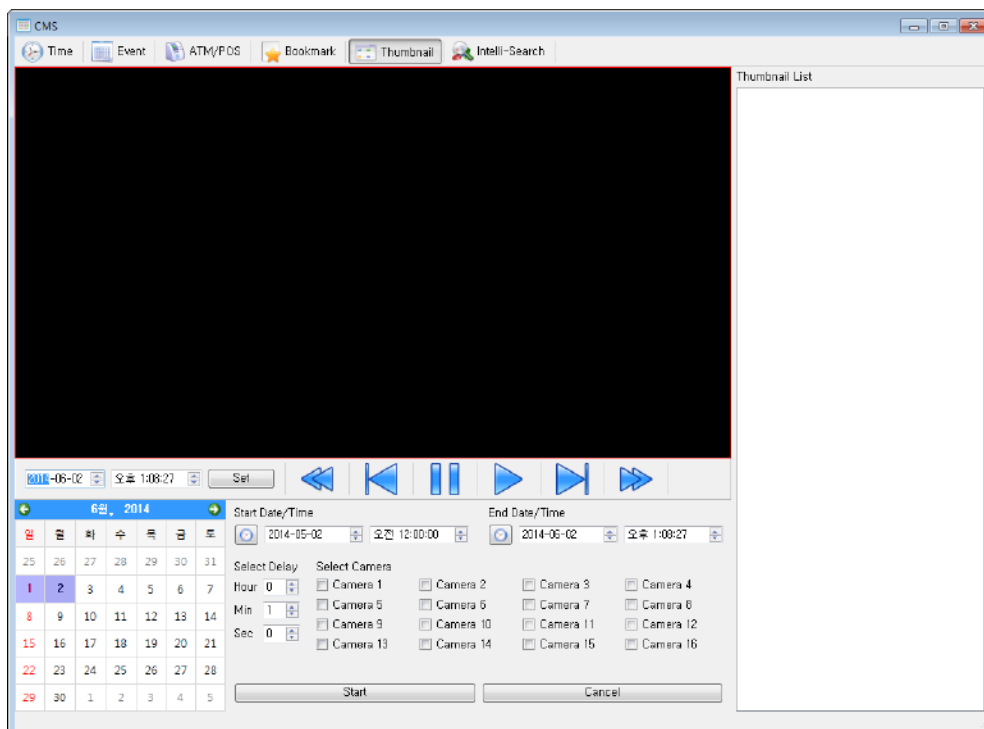 CMS
Time Event ATM/POS Bookmark Thumbnail Intelli-Search
Thumbnail List
2014-06-02 오후 1:08:27 Set
6월, 2014
일 월 화 수 목 금 토
25 26 27 28 29 30 31
1 2 3 4 5 6 7
8 9 10 11 12 13 14
15 16 17 18 19 20 21
22 23 24 25 26 27 28
29 30 1 2 3 4 5
Start Date/Time End Date/Time
2014-05-02 오전 12:00:00 2014-06-02 오후 1:08:27
Select Delay Select Camera
Hour 0 Camera 1 Camera 2 Camera 3 Camera 4
Min 1 Camera 5 Camera 6 Camera 7 Camera 8
Sec 0 Camera 9 Camera 10 Camera 11 Camera 12
Camera 13 Camera 14 Camera 15 Camera 16
Start Cancel